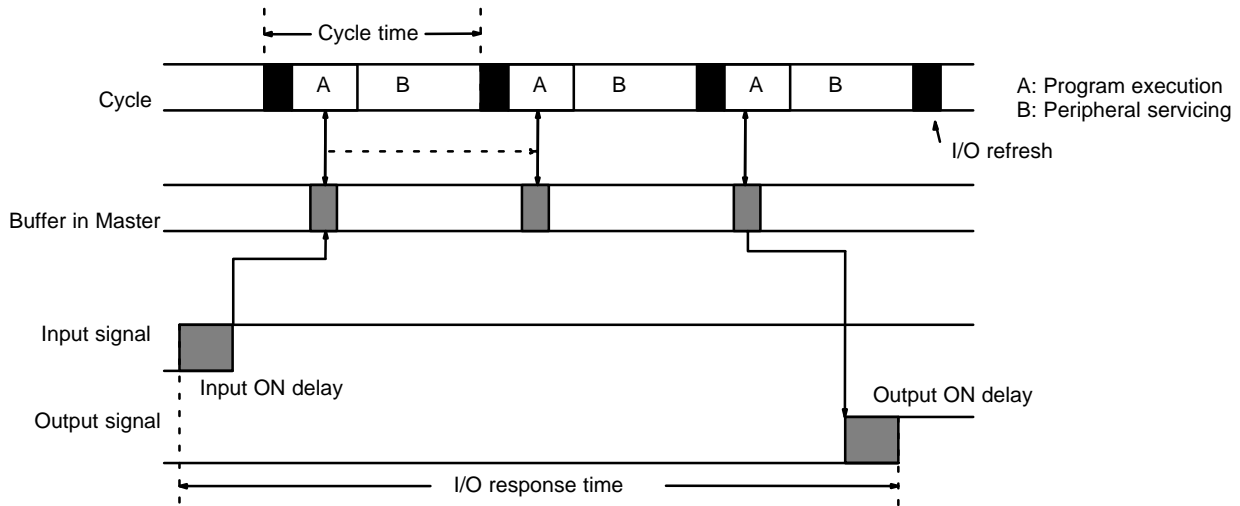 Cycle time
A B A B A B
Cycle
A: Program execution
B: Peripheral servicing
I/O refresh
Buffer in Master
Input signal
Input ON delay
Output ON delay
Output signal
I/O response time